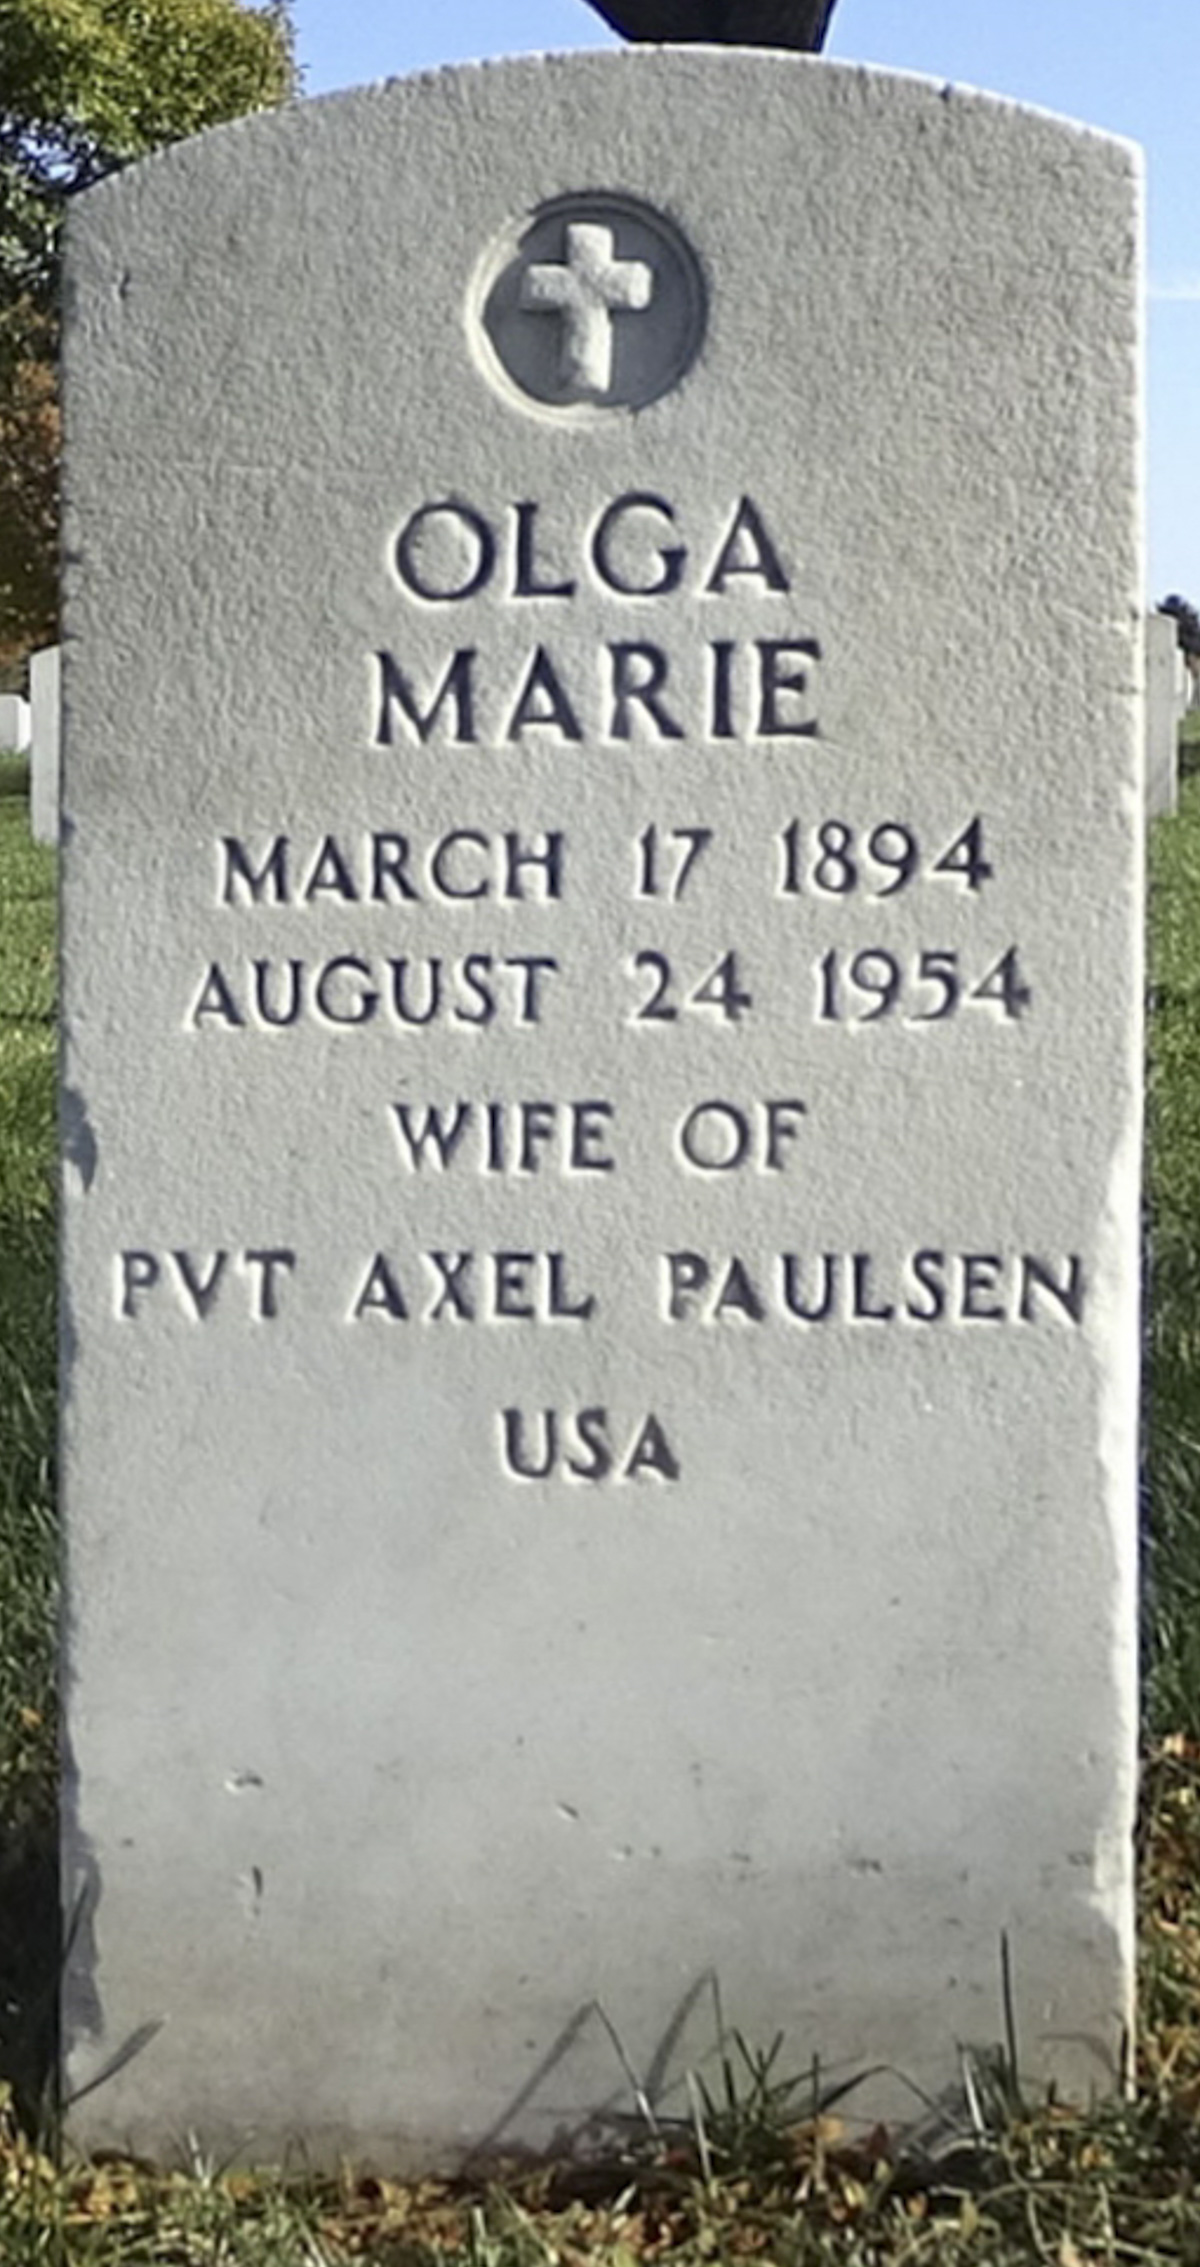 OLGA
MARIE
MARCH 17 1894
AUGUST 24 1954
WIFE OF
PVT AXEL PAULSEN
USA